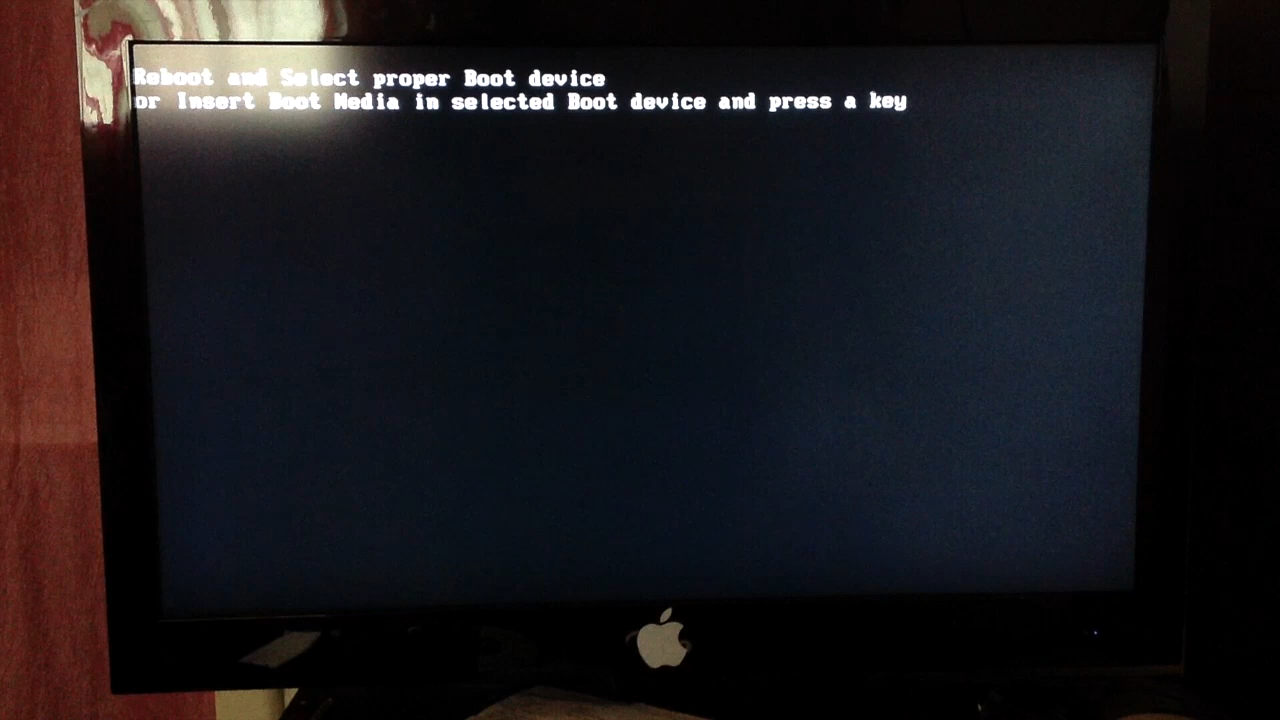 Reboot and Select proper Boot device
or Insert Boot Media in selected Boot device and press a key